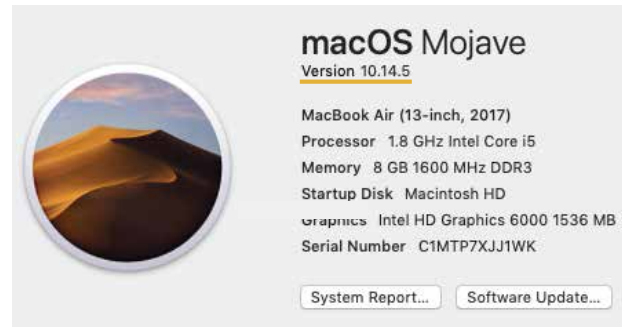 macOS Mojave
Version 10.14.5
MacBook Air (13-inch, 2017)
Processor 1.8 GHz Intel Core i5
Memory 8 GB 1600 MHz DDR3
Startup Disk Macintosh HD
Graphics Intel HD Graphics 6000 1536 MB
Serial Number C1MTP7XJJ1WK
System Report... Software Update...